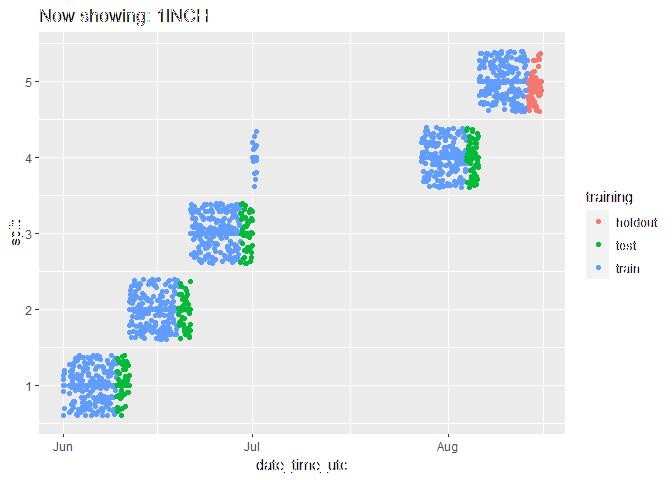 Now showing: 1INCH
5
4
3
2
1
split
Jun
Jul
Aug
date_time_utc
training
holdout
test
train